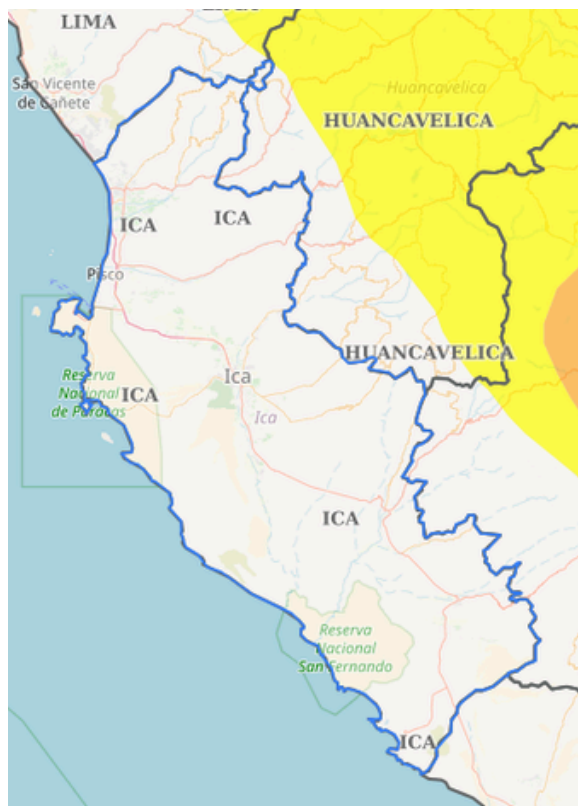 LIMA
San Vicente
de Cañete
Huancavelica
HUANCAVELICA
ICA
ICA
Pisco
HUANCAVELICA
Reserva
Nacional
de Paracas
ICA
Ica
Ica
ICA
Reserva
Nacional
San Fernando
ICA